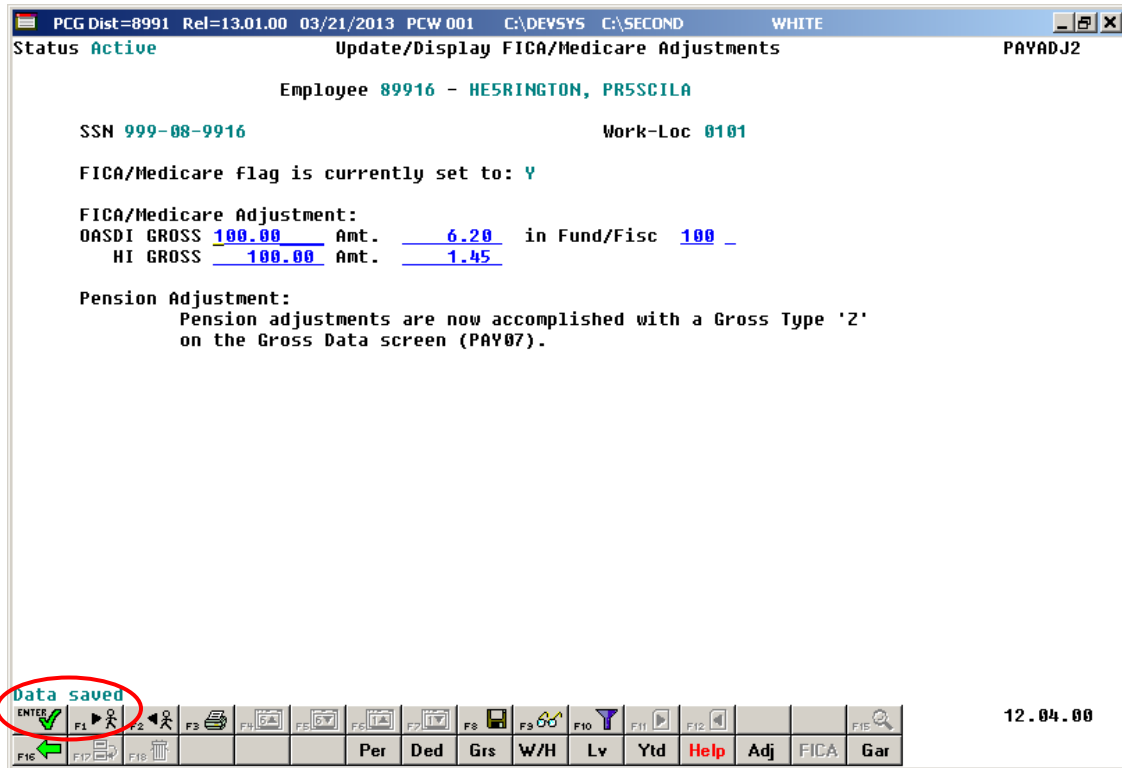 PCG Dist=8991 Rel=13.01.00 03/21/2013 PCW 001 C:\DEVSYS C:\SECOND WHITE
Status Active Update/Display FICA/Medicare Adjustments PAYADJ2
Employee 89916 - HE5RINGTON, PR5SCILA
SSN 999-08-9916 Work-Loc 0101
FICA/Medicare flag is currently set to: Y
FICA/Medicare Adjustment:
OASDI GROSS 100.00 Amt. 6.20 in Fund/Fisc 100
HI GROSS 100.00 Amt. 1.45
Pension Adjustment:
Pension adjustments are now accomplished with a Gross Type 'Z'
on the Gross Data screen (PAY07).
Data saved
ENTER F1 F2 F3 F4 F5 F6 F7 F8 F9 F10 F11 F12 F15 12.04.00
F16 F17 F18 Per Ded Grs W/H Lv Ytd Help Adj FICA Gar